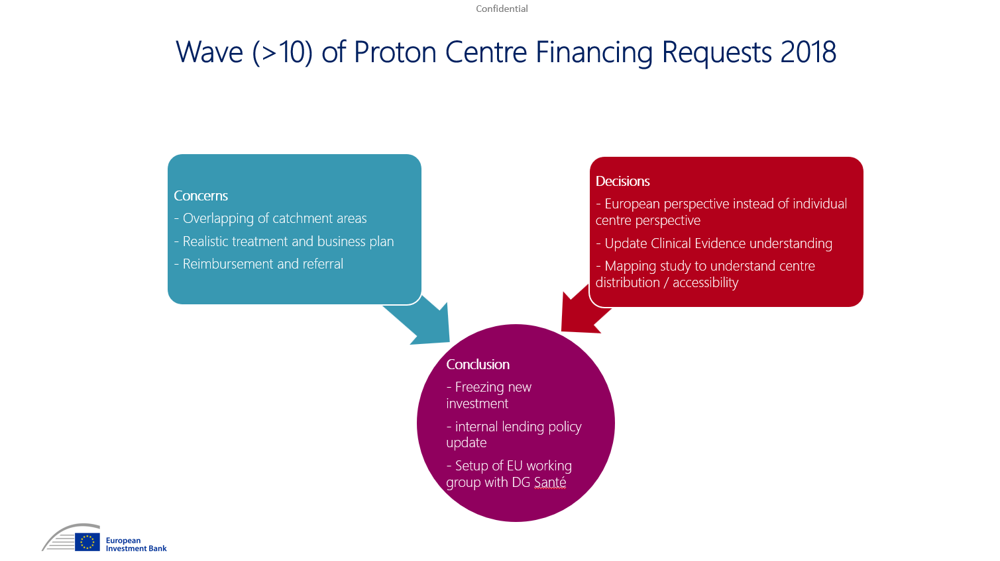 Confidential
Wave (>10) of Proton Centre Financing Requests 2018
Concerns
- Overlapping of catchment areas
- Realistic treatment and business plan
- Reimbursement and referral
Decisions
- European perspective instead of individual
centre perspective
- Update Clinical Evidence understanding
- Mapping study to understand centre
distribution / accessibility
Conclusion
- Freezing new
investment
- internal lending policy
update
- Setup of EU working
group with DG Santé
European
Investment Bank